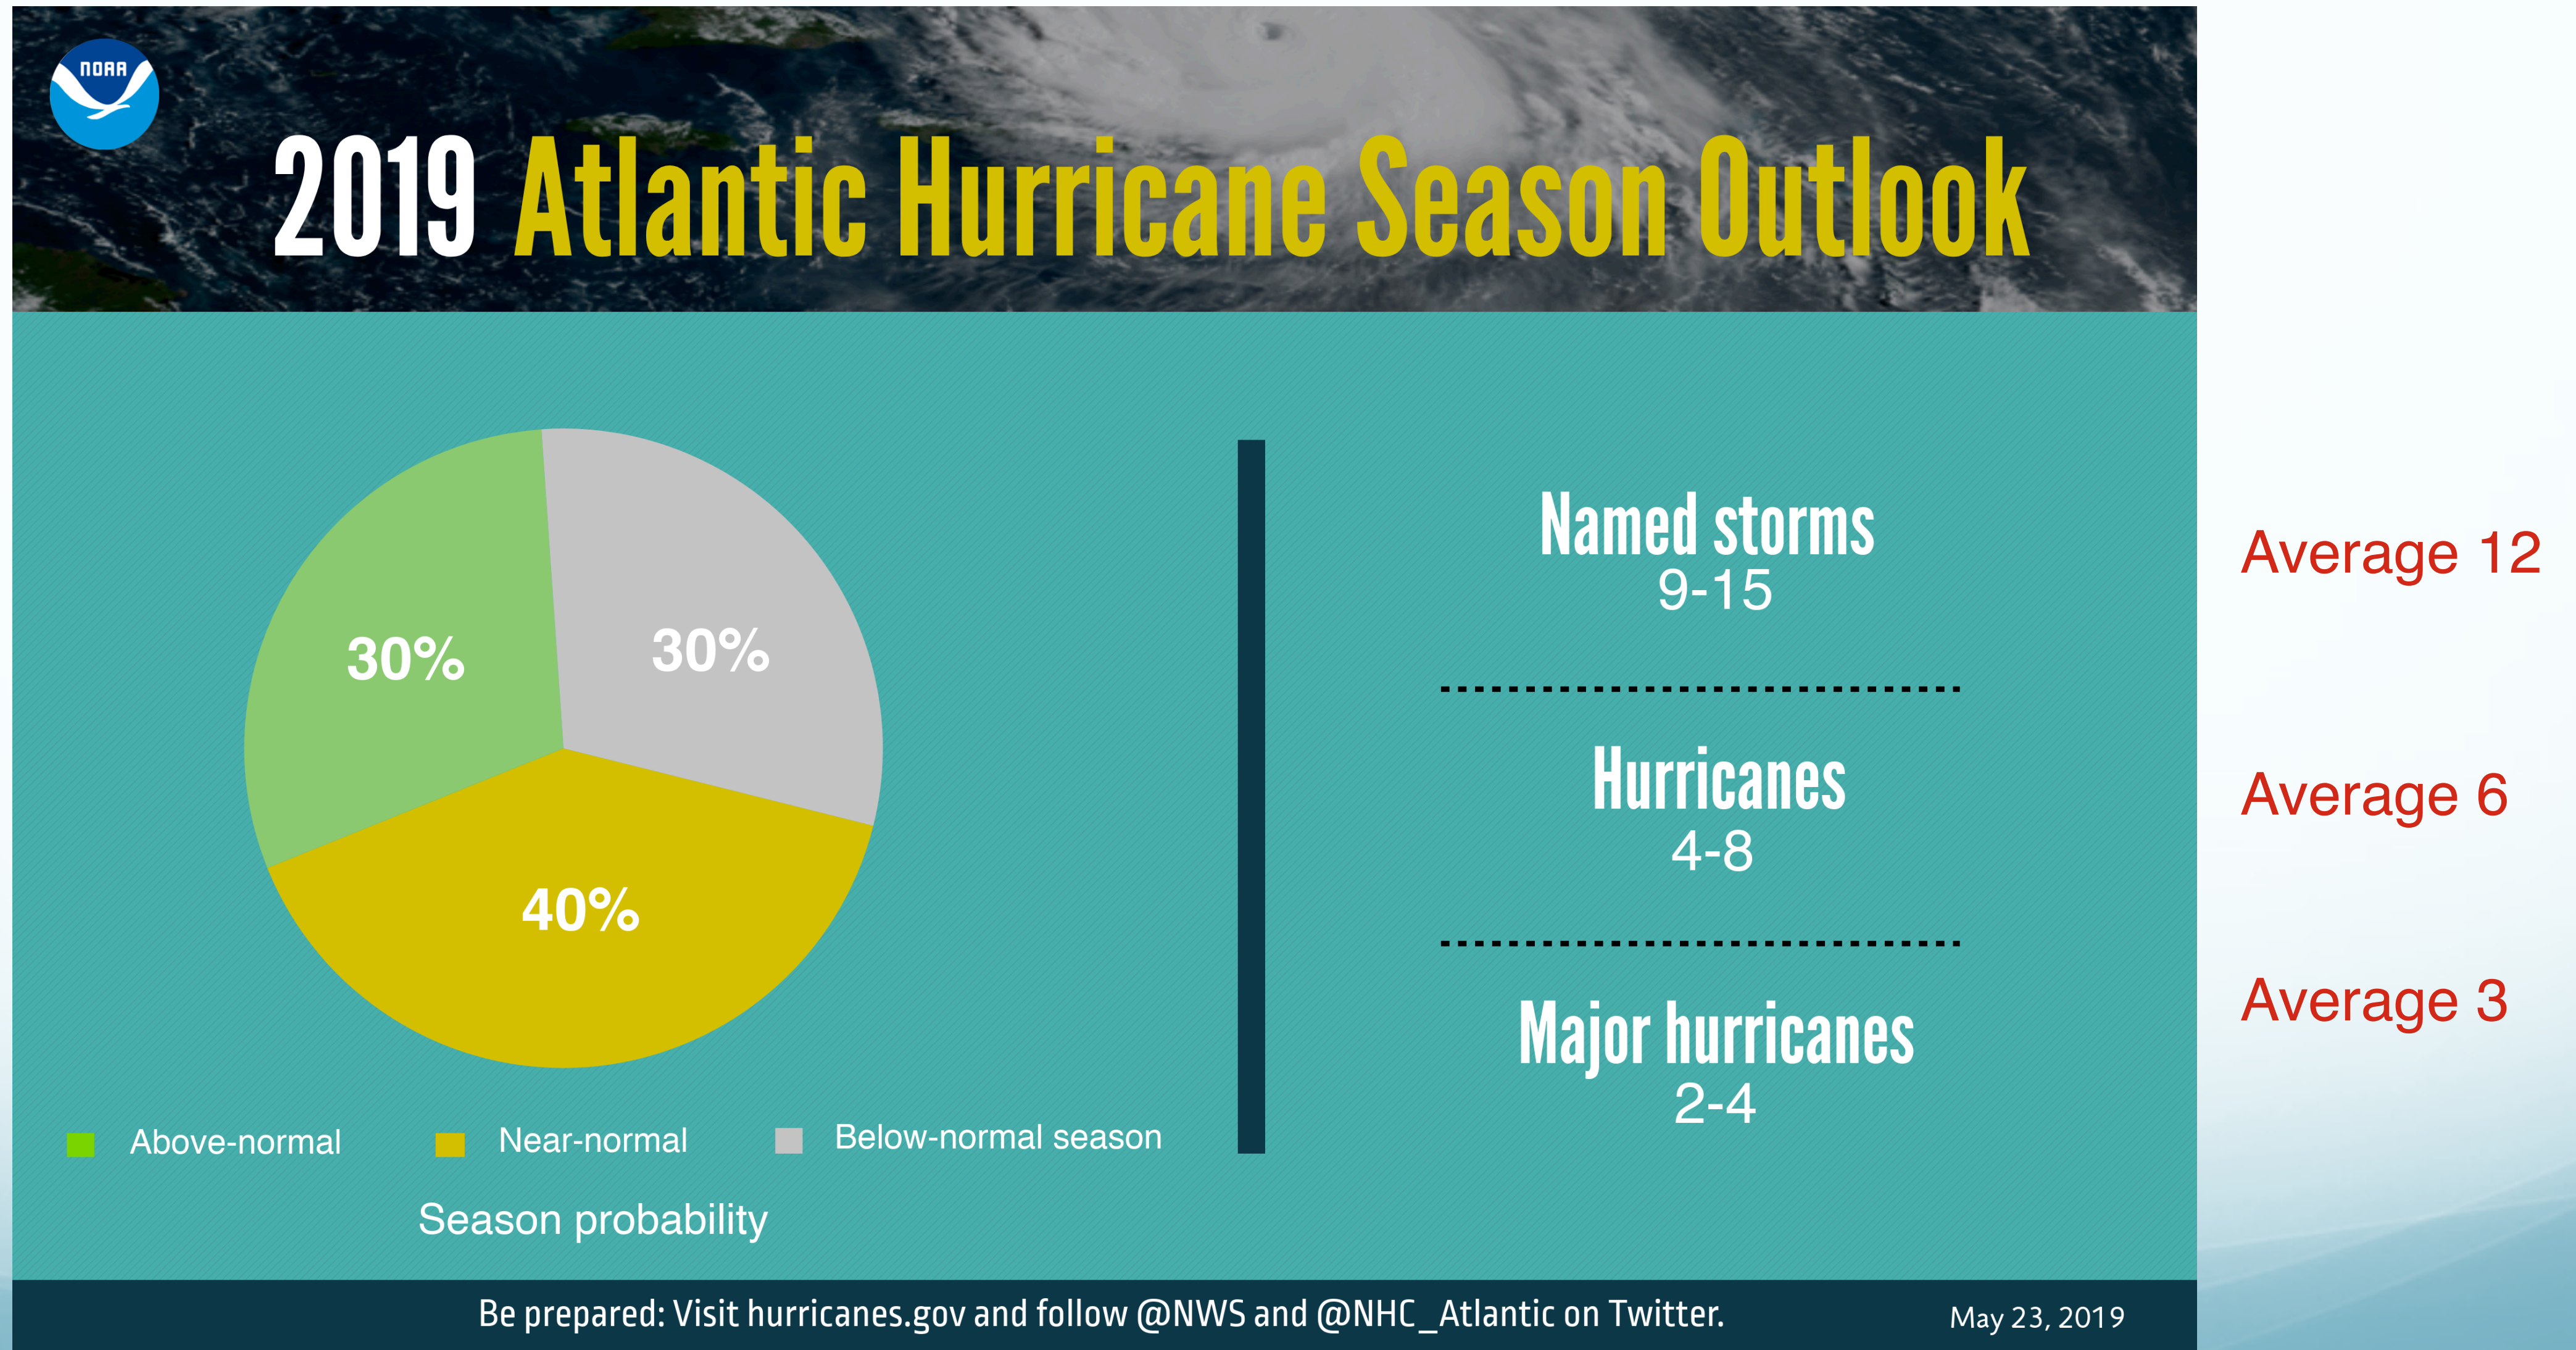 NOAA
2019 Atlantic Hurricane Season Outlook
30%
30%
40%
Above-normal
Near-normal
Below-normal season
Season probability
Named storms
9-15
Average 12
Hurricanes
4-8
Average 6
Major hurricanes
2-4
Average 3
Be prepared: Visit hurricanes.gov and follow @NWS and @NHC_Atlantic on Twitter.
May 23, 2019